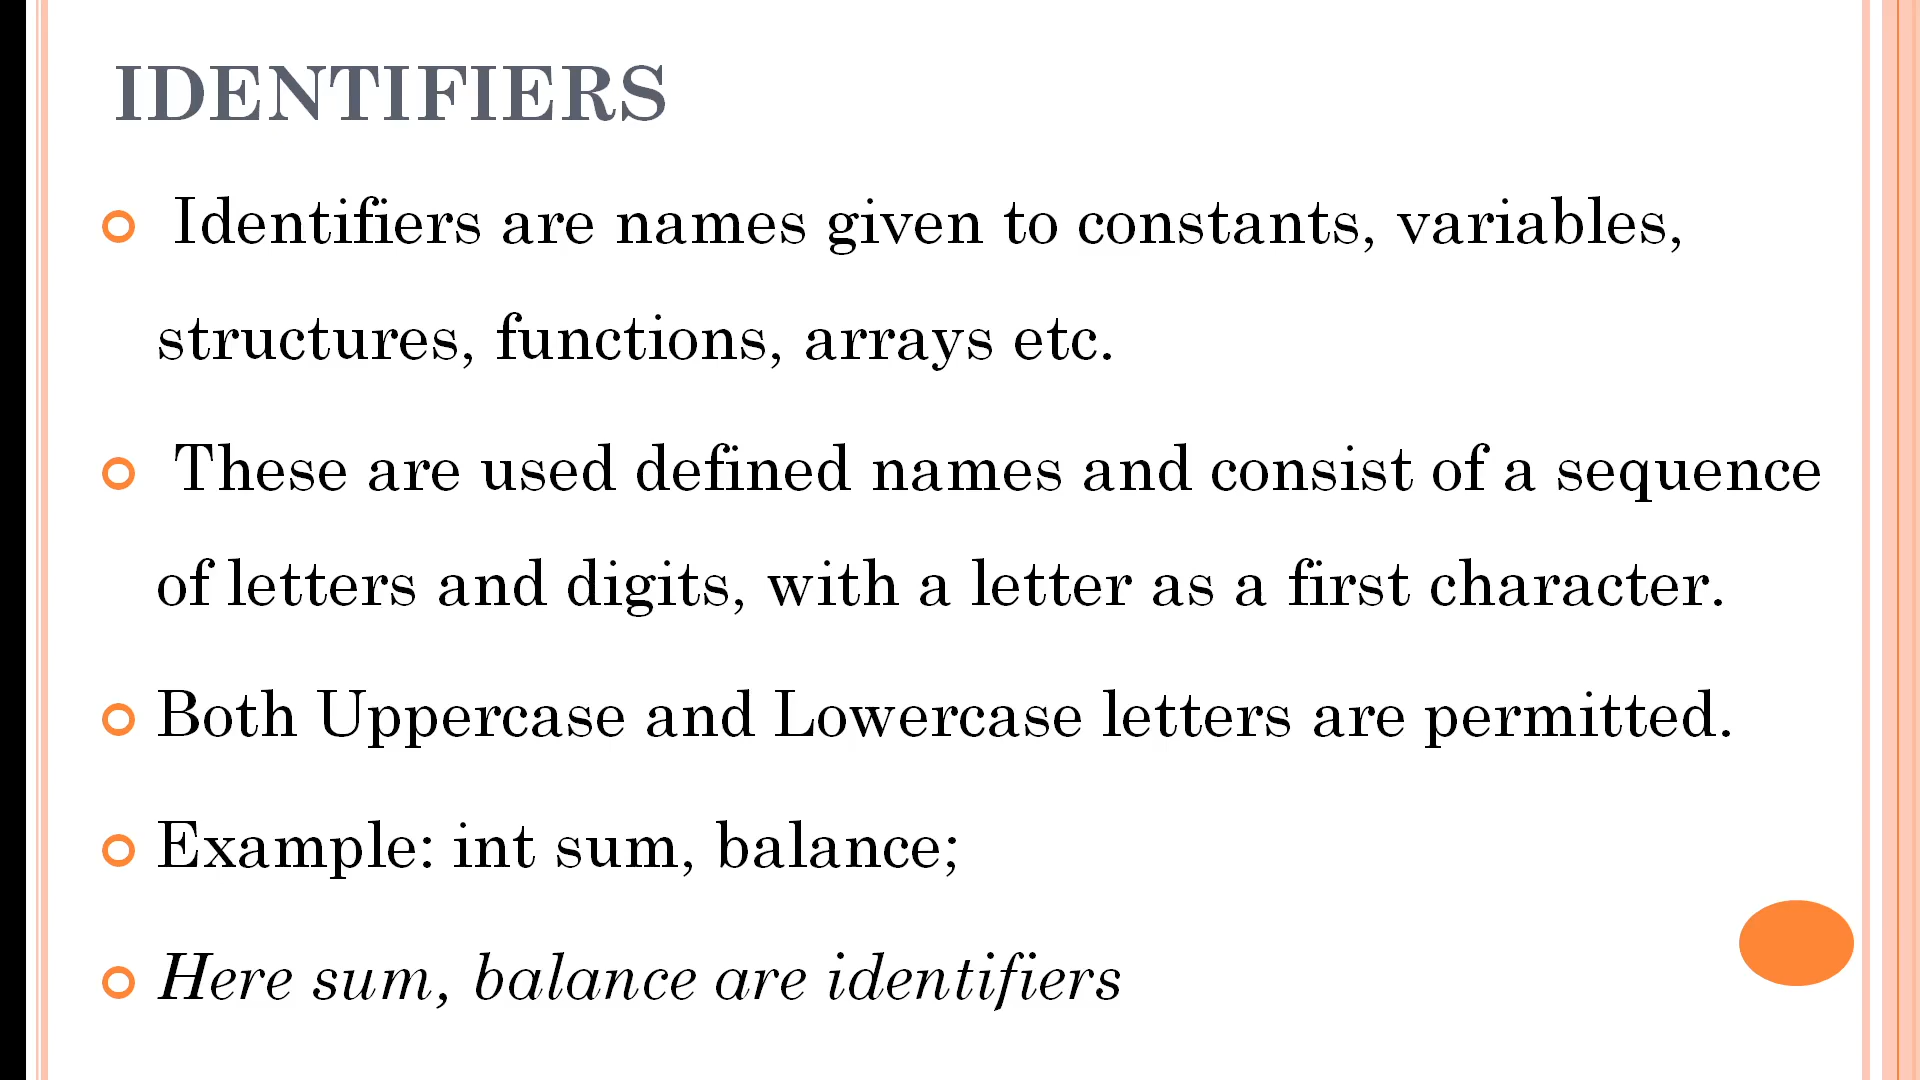 IDENTIFIERS
Identifiers are names given to constants, variables,
structures, functions, arrays etc.
These are used defined names and consist of a sequence
of letters and digits, with a letter as a first character.
Both Uppercase and Lowercase letters are permitted.
Example: int sum, balance;
Here sum, balance are identifiers